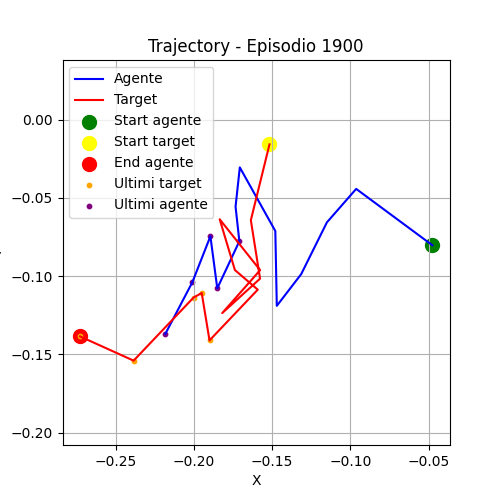 Trajectory - Episodio 1900
Agente
Target
Start agente
Start target
End agente
Ultimi target
Ultimi agente
0.00
−0.05
−0.10
−0.15
−0.20
−0.25
−0.20
−0.15
−0.10
−0.05
X